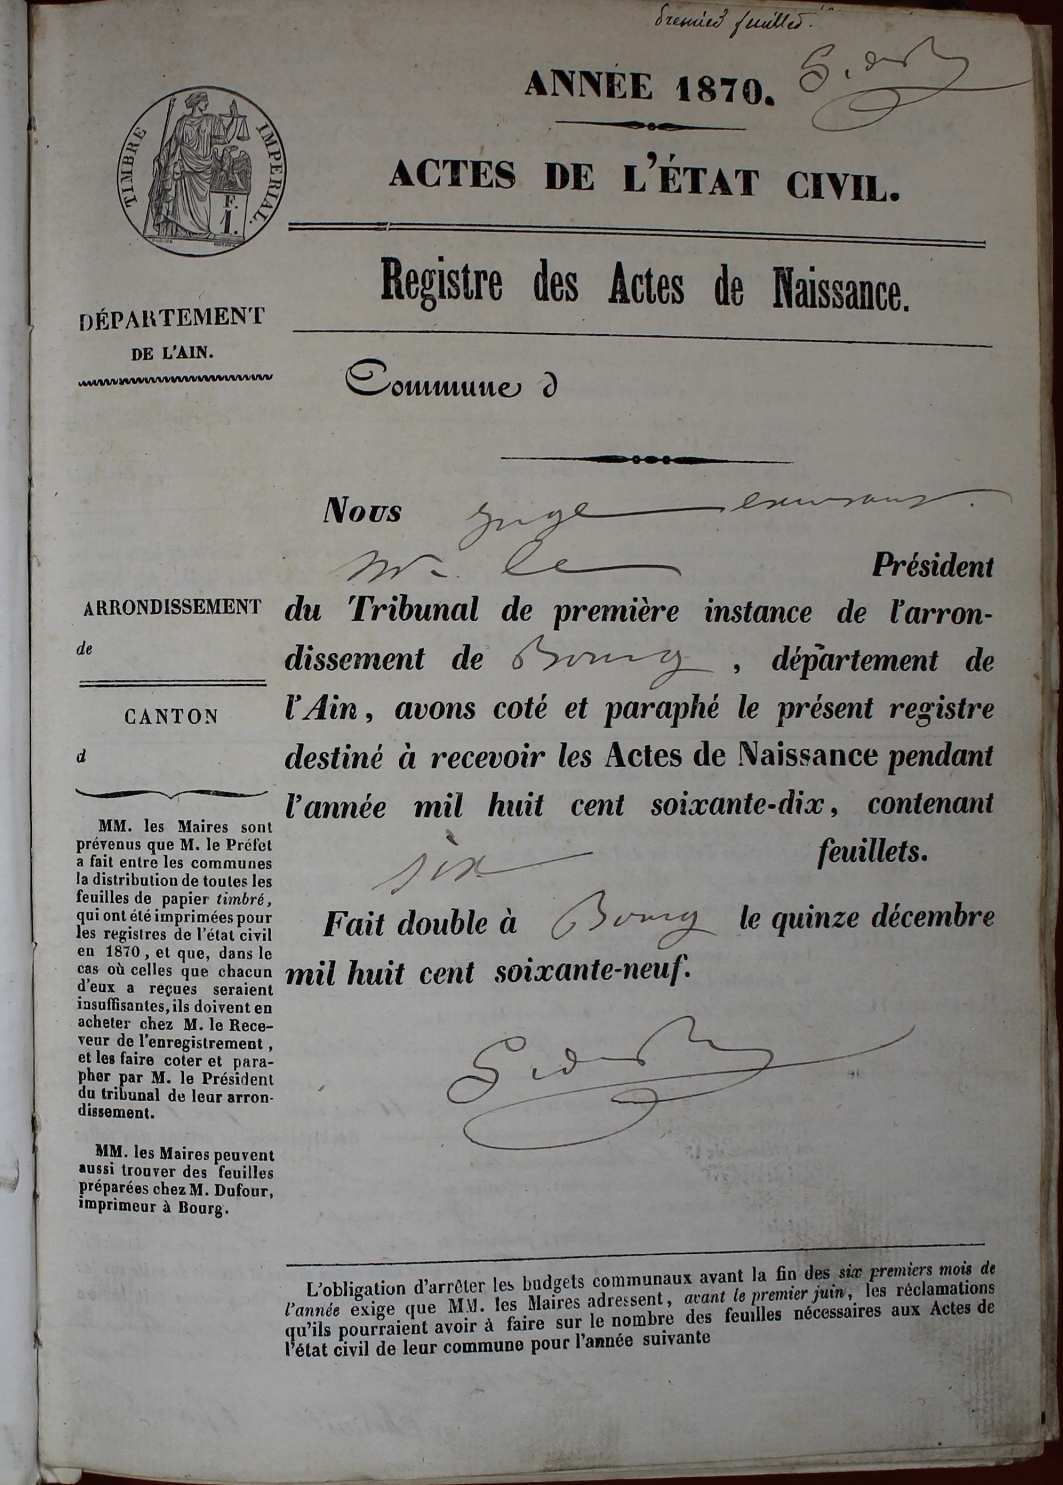 premier feuillet.
ANNÉE 1870.
ACTES DE L'ÉTAT CIVIL.
TIMBRE IMPERIAL.
F.
1.
Registre des Actes de Naissance.
DÉPARTEMENT
DE L'AIN.
Commune d
Nous Juge
Mr le Président
du Tribunal de première instance de l'arron-
dissement de Bourg, département de
l'Ain, avons coté et paraphé le présent registre
destiné à recevoir les Actes de Naissance pendant
l'année mil huit cent soixante-dix, contenant
six feuillets.
Fait double à Bourg le quinze décembre
mil huit cent soixante-neuf.
ARRONDISSEMENT
de
CANTON
d
MM. les Maires sont
prévenus que M. le Préfet
a fait entre les communes
la distribution de toutes les
feuilles de papier timbré,
qui ont été imprimées pour
les registres de l'état civil
en 1870, et que, dans le
cas où celles que chacun
d'eux a reçues seraient
insuffisantes, ils doivent en
acheter chez M. le Rece-
veur de l'enregistrement,
et les faire coter et para-
pher par M. le Président
du tribunal de leur arron-
dissement.
MM. les Maires peuvent
aussi trouver des feuilles
préparées chez M. Dufour,
imprimeur à Bourg.
L'obligation d'arrêter les budgets communaux avant la fin des six premiers mois de
l'année exige que MM. les Maires adressent, avant le premier juin, les réclamations
qu'ils pourraient avoir à faire sur le nombre des feuilles nécessaires aux Actes de
l'état civil de leur commune pour l'année suivante